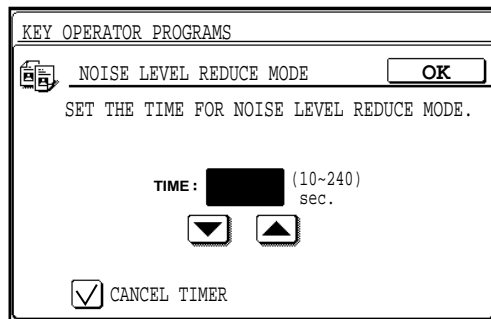 KEY OPERATOR PROGRAMS
NOISE LEVEL REDUCE MODE OK
SET THE TIME FOR NOISE LEVEL REDUCE MODE.
TIME: (10~240)
sec.
CANCEL TIMER